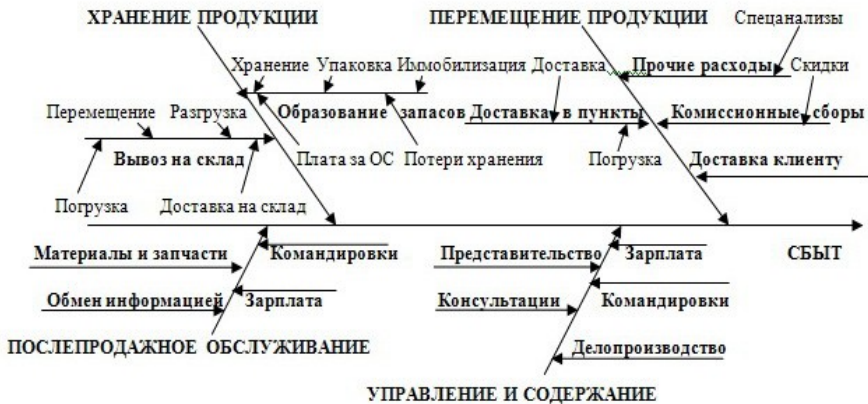 ХРАНЕНИЕ ПРОДУКЦИИ ПЕРЕМЕЩЕНИЕ ПРОДУКЦИИ Спецанализы
Хранение Упаковка Иммобилизация Доставка Прочие расходы Скидки
Перемещение Разгрузка Образование запасов Доставка в пункты Комиссионные сборы
Вывоз на склад Плата за ОС Потери хранения Погрузка Доставка клиенту
Погрузка Доставка на склад
Материалы и запчасти Командировки Представительство Зарплата СБЫТ
Обмен информацией Зарплата Консультации Командировки
ПОСЛЕПРОДАЖНОЕ ОБСЛУЖИВАНИЕ Делопроизводство
УПРАВЛЕНИЕ И СОДЕРЖАНИЕ